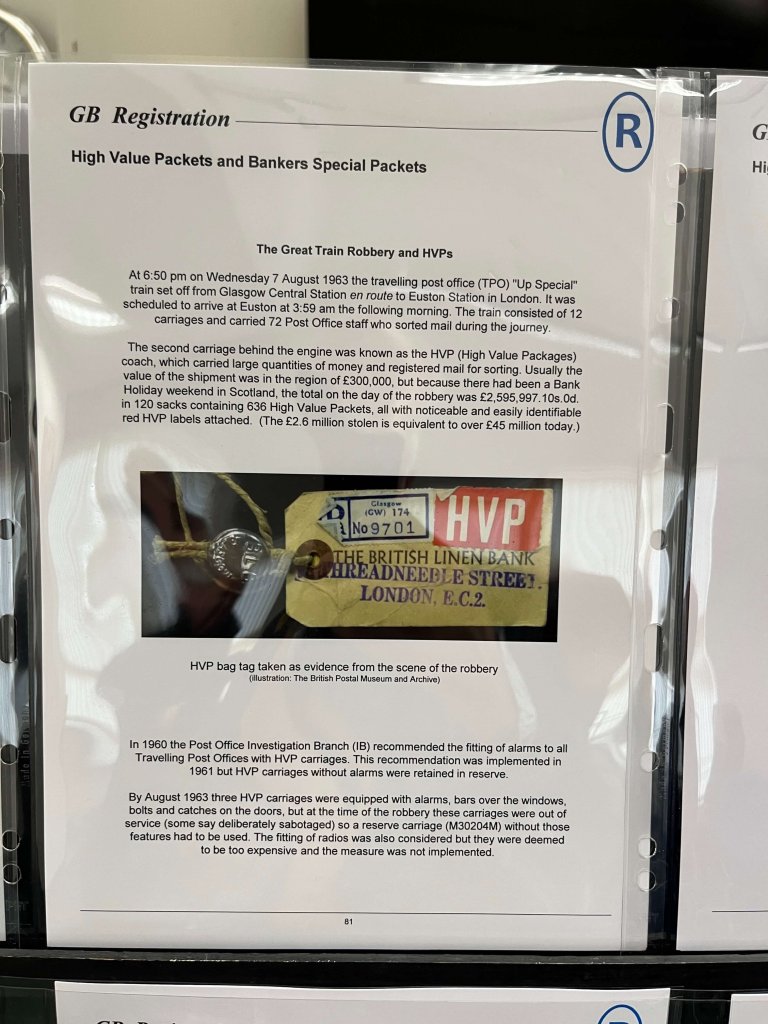 GB Registration
R
High Value Packets and Bankers Special Packets
The Great Train Robbery and HVPs
At 6:50 pm on Wednesday 7 August 1963 the travelling post office (TPO) "Up Special"
train set off from Glasgow Central Station en route to Euston Station in London. It was
scheduled to arrive at Euston at 3:59 am the following morning. The train consisted of 12
carriages and carried 72 Post Office staff who sorted mail during the journey.
The second carriage behind the engine was known as the HVP (High Value Packages)
coach, which carried large quantities of money and registered mail for sorting. Usually the
value of the shipment was in the region of £300,000, but because there had been a Bank
Holiday weekend in Scotland, the total on the day of the robbery was £2,595,997.10s.0d.
in 120 sacks containing 636 High Value Packets, all with noticeable and easily identifiable
red HVP labels attached. (The £2.6 million stolen is equivalent to over £45 million today.)
Glasgow
(GW) 174
No 9701
HVP
THE BRITISH LINEN BANK
THREADNEEDLE STREET.
LONDON, E.C.2.
HVP bag tag taken as evidence from the scene of the robbery
(illustration: The British Postal Museum and Archive)
In 1960 the Post Office Investigation Branch (IB) recommended the fitting of alarms to all
Travelling Post Offices with HVP carriages. This recommendation was implemented in
1961 but HVP carriages without alarms were retained in reserve.
By August 1963 three HVP carriages were equipped with alarms, bars over the windows,
bolts and catches on the doors, but at the time of the robbery these carriages were out of
service (some say deliberately sabotaged) so a reserve carriage (M30204M) without those
features had to be used. The fitting of radios was also considered but they were deemed
to be too expensive and the measure was not implemented.
81